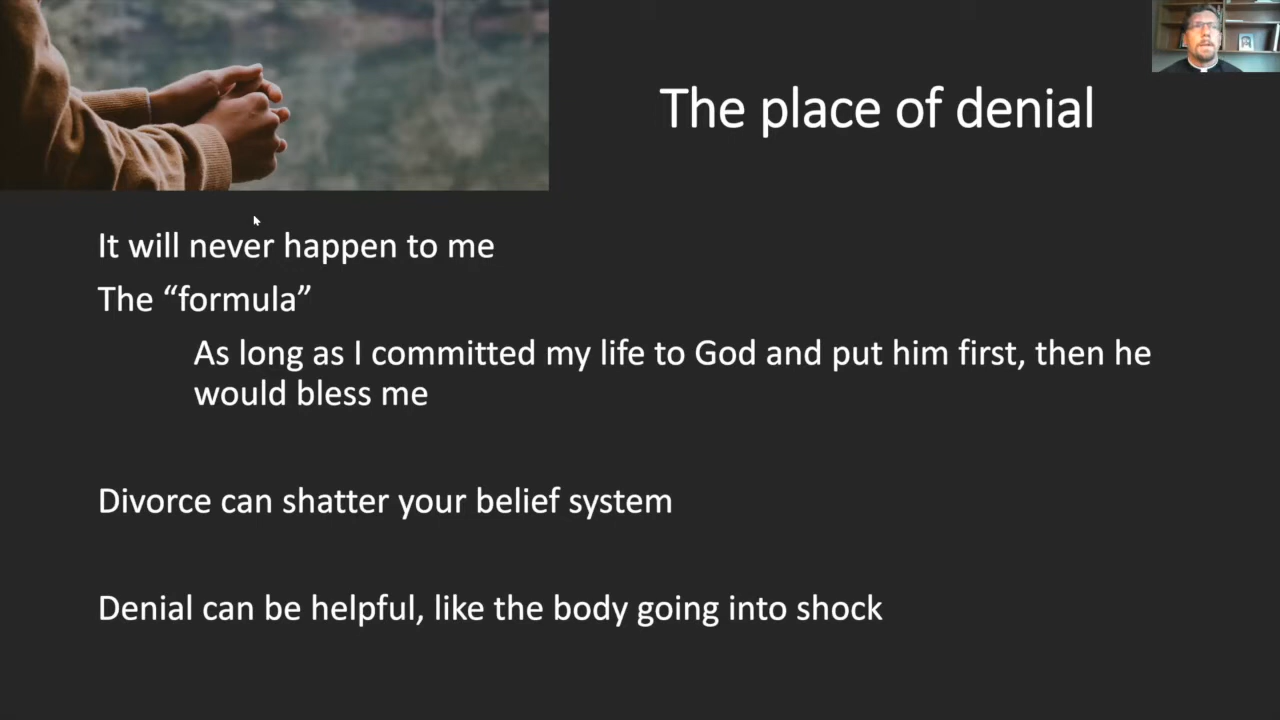 The place of denial
It will never happen to me
The “formula”
As long as I committed my life to God and put him first, then he
would bless me
Divorce can shatter your belief system
Denial can be helpful, like the body going into shock